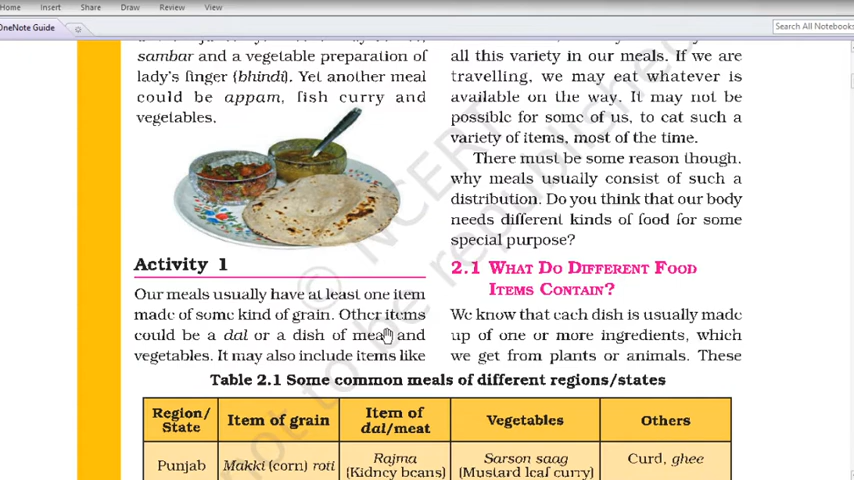 Home Insert Share Draw Review View
OneNote Guide
Search All Notebooks
sambar and a vegetable preparation of
lady's finger (bhindi). Yet another meal
could be appam, fish curry and
vegetables.
Activity 1
Our meals usually have at least one item
made of some kind of grain. Other items
could be a dal or a dish of meat and
vegetables. It may also include items like
all this variety in our meals. If we are
travelling, we may eat whatever is
available on the way. It may not be
possible for some of us, to eat such a
variety of items, most of the time.
There must be some reason though,
why meals usually consist of such a
distribution. Do you think that our body
needs different kinds of food for some
special purpose?
2.1 WHAT DO DIFFERENT FOOD
ITEMS CONTAIN?
We know that each dish is usually made
up of one or more ingredients, which
we get from plants or animals. These
Table 2.1 Some common meals of different regions/states
Region/
State
Item of grain
Item of
dal/meat
Vegetables
Others
Punjab
Makki (corn) roti
Rajma
(Kidney beans)
Sarson saag
(Mustard leaf curry)
Curd, ghee
© NCERT
not to be republished